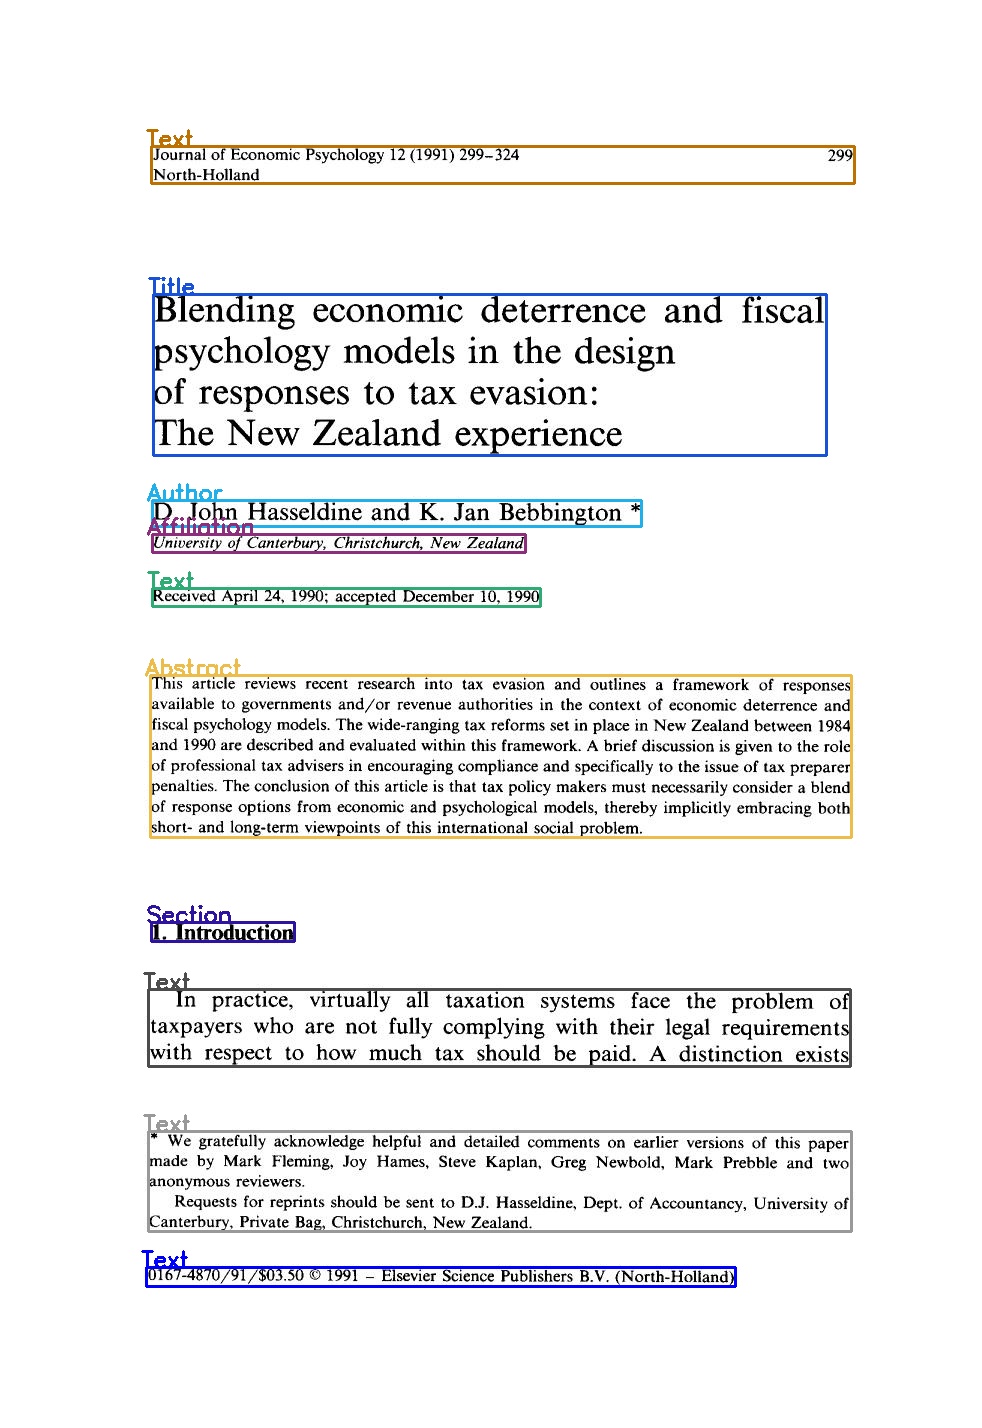 Text
Journal of Economic Psychology 12 (1991) 299–324 299
North-Holland
Title
Blending economic deterrence and fiscal
psychology models in the design
of responses to tax evasion:
The New Zealand experience
Author
D. John Hasseldine and K. Jan Bebbington *
Affiliation
University of Canterbury, Christchurch, New Zealand
Text
Received April 24, 1990; accepted December 10, 1990
Abstract
This article reviews recent research into tax evasion and outlines a framework of responses
available to governments and/or revenue authorities in the context of economic deterrence and
fiscal psychology models. The wide-ranging tax reforms set in place in New Zealand between 1984
and 1990 are described and evaluated within this framework. A brief discussion is given to the role
of professional tax advisers in encouraging compliance and specifically to the issue of tax preparer
penalties. The conclusion of this article is that tax policy makers must necessarily consider a blend
of response options from economic and psychological models, thereby implicitly embracing both
short- and long-term viewpoints of this international social problem.
Section
1. Introduction
Text
In practice, virtually all taxation systems face the problem of
taxpayers who are not fully complying with their legal requirements
with respect to how much tax should be paid. A distinction exists
Text
* We gratefully acknowledge helpful and detailed comments on earlier versions of this paper
made by Mark Fleming, Joy Hames, Steve Kaplan, Greg Newbold, Mark Prebble and two
anonymous reviewers.
Requests for reprints should be sent to D.J. Hasseldine, Dept. of Accountancy, University of
Canterbury, Private Bag, Christchurch, New Zealand.
Text
0167-4870/91/$03.50 © 1991 – Elsevier Science Publishers B.V. (North-Holland)